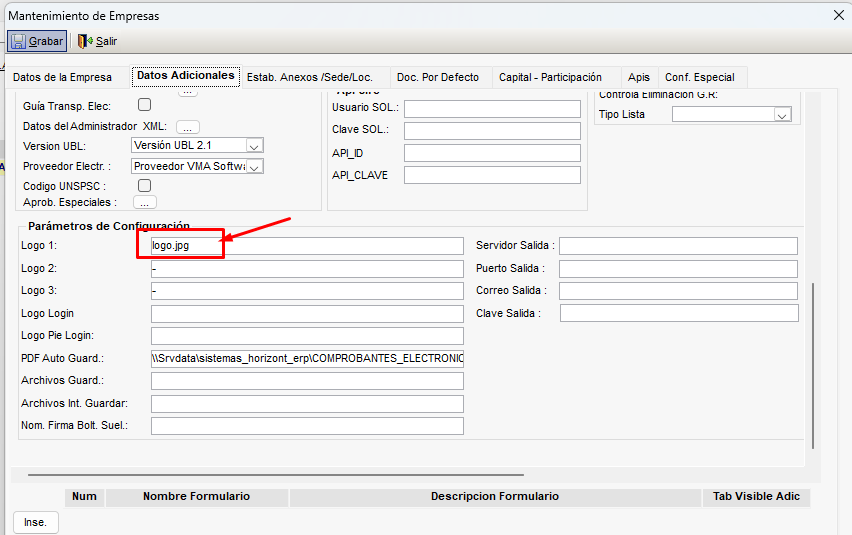 Mantenimiento de Empresas
Grabar Salir
Datos de la Empresa Datos Adicionales Estab. Anexos /Sede/Loc. Doc. Por Defecto Capital - Participación Apis Conf. Especial
Guía Transp. Elec:
Datos del Administrador XML: ...
Version UBL: Versión UBL 2.1
Proveedor Electr. : Proveedor VMA Softw
Codigo UNSPSC :
Aprob. Especiales : ...
Usuario SOL.:
Clave SOL.:
API_ID
API_CLAVE
Controla Eliminación G.R:
Tipo Lista
Parámetros de Configuración
Logo 1: logo.jpg
Logo 2: -
Logo 3: -
Logo Login
Logo Pie Login:
PDF Auto Guard.: \\Srvdata\sistemas_horizont_erp\COMPROBANTES_ELECTRONIC
Archivos Guard.:
Archivos Int. Guardar:
Nom. Firma Bolt. Suel.:
Servidor Salida :
Puerto Salida :
Correo Salida :
Clave Salida :
Num Nombre Formulario Descripcion Formulario Tab Visible Adic
Inse.